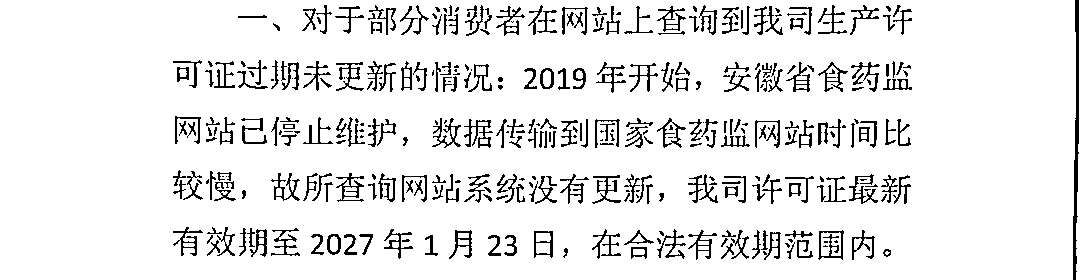 一、对于部分消费者在网站上查询到我司生产许
可证过期未更新的情况：2019 年开始，安徽省食药监
网站已停止维护，数据传输到国家食药监网站时间比
较慢，故所查询网站系统没有更新，我司许可证最新
有效期至 2027 年 1 月 23 日，在合法有效期范围内。